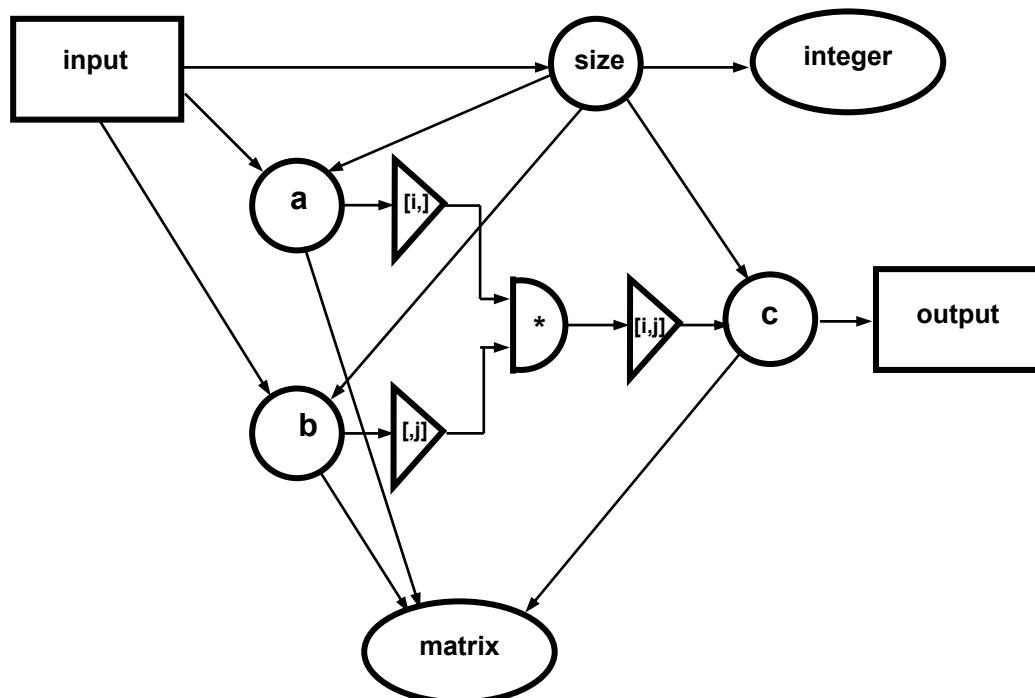 input
size
integer
a
[i,]
*
[i,j]
c
output
b
[,j]
matrix